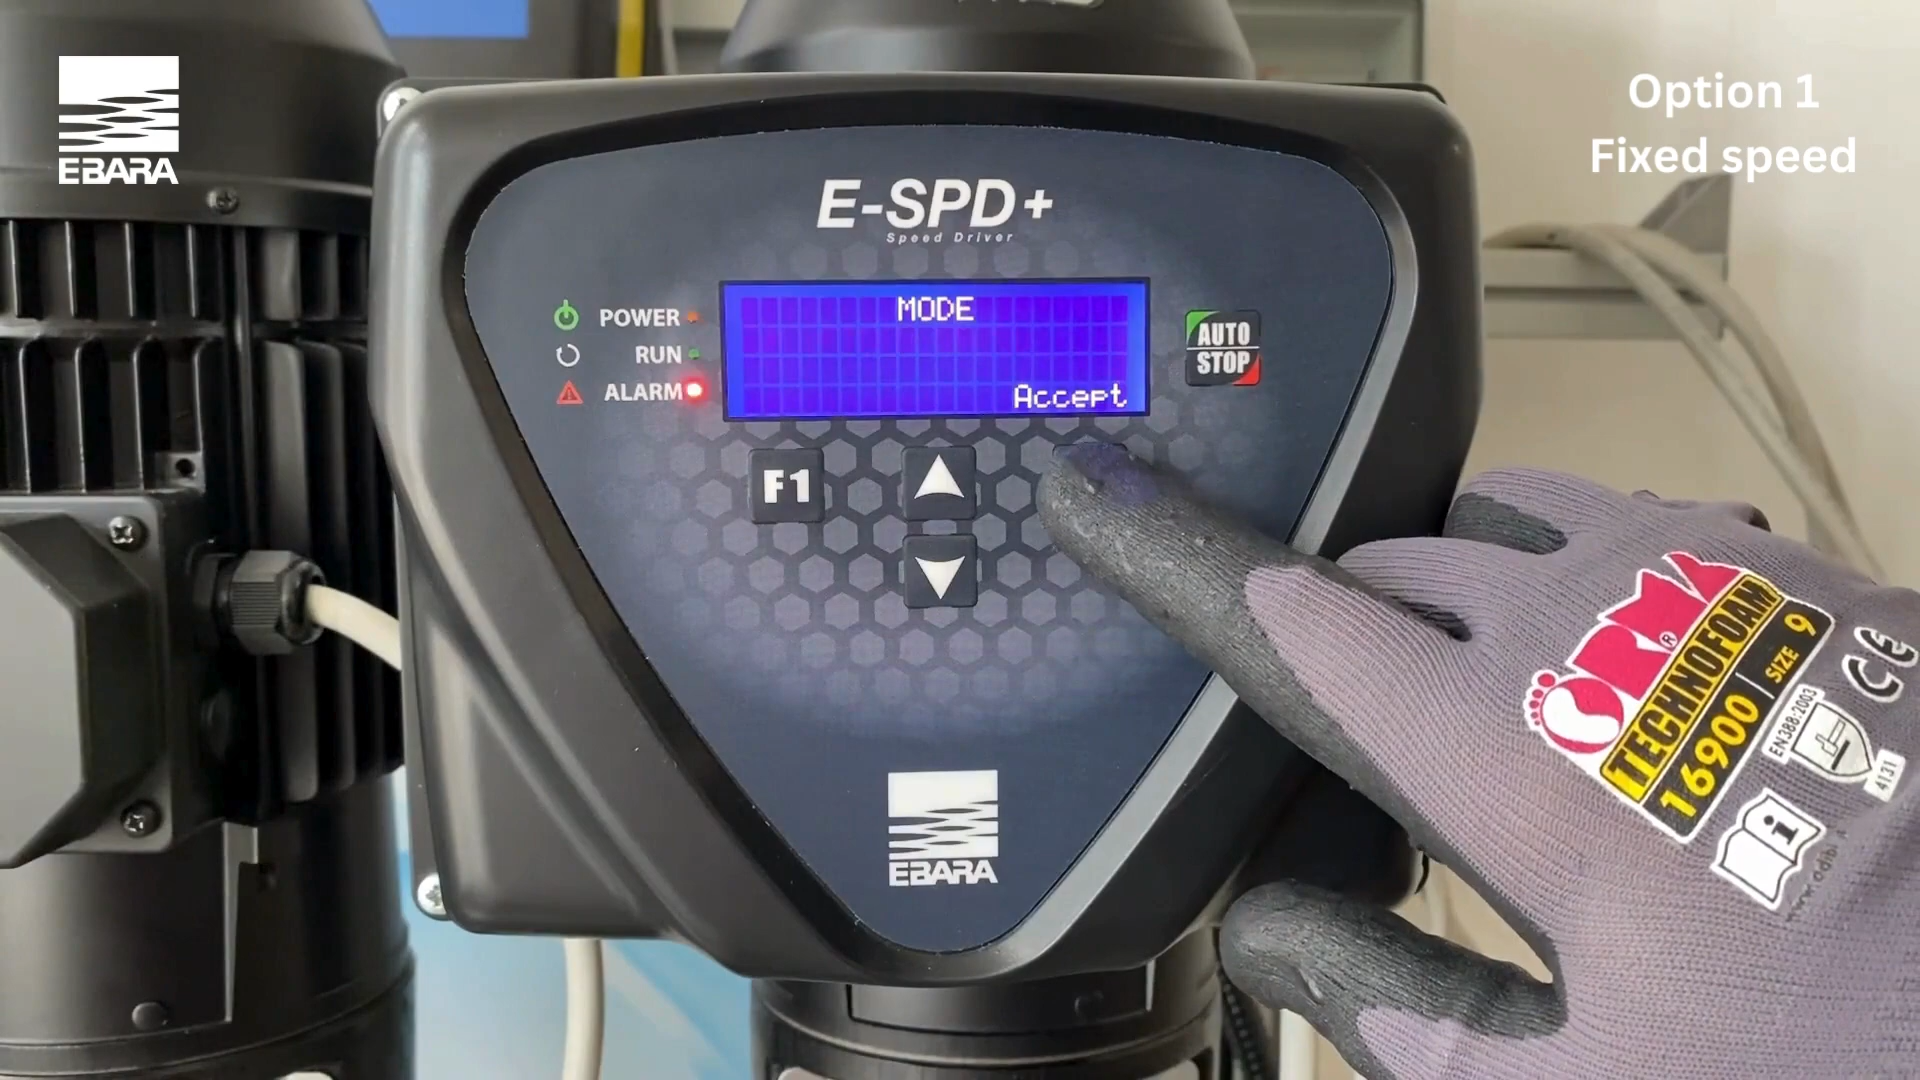 EBARA
Option 1
Fixed speed
E-SPD+
Speed Driver
POWER
RUN
ALARM
MODE
Accept
AUTO
STOP
F1
EBARA
ORMA
®
TECHNOFOAM
16900
SIZE 9
CE
EN388:2003
4131
i